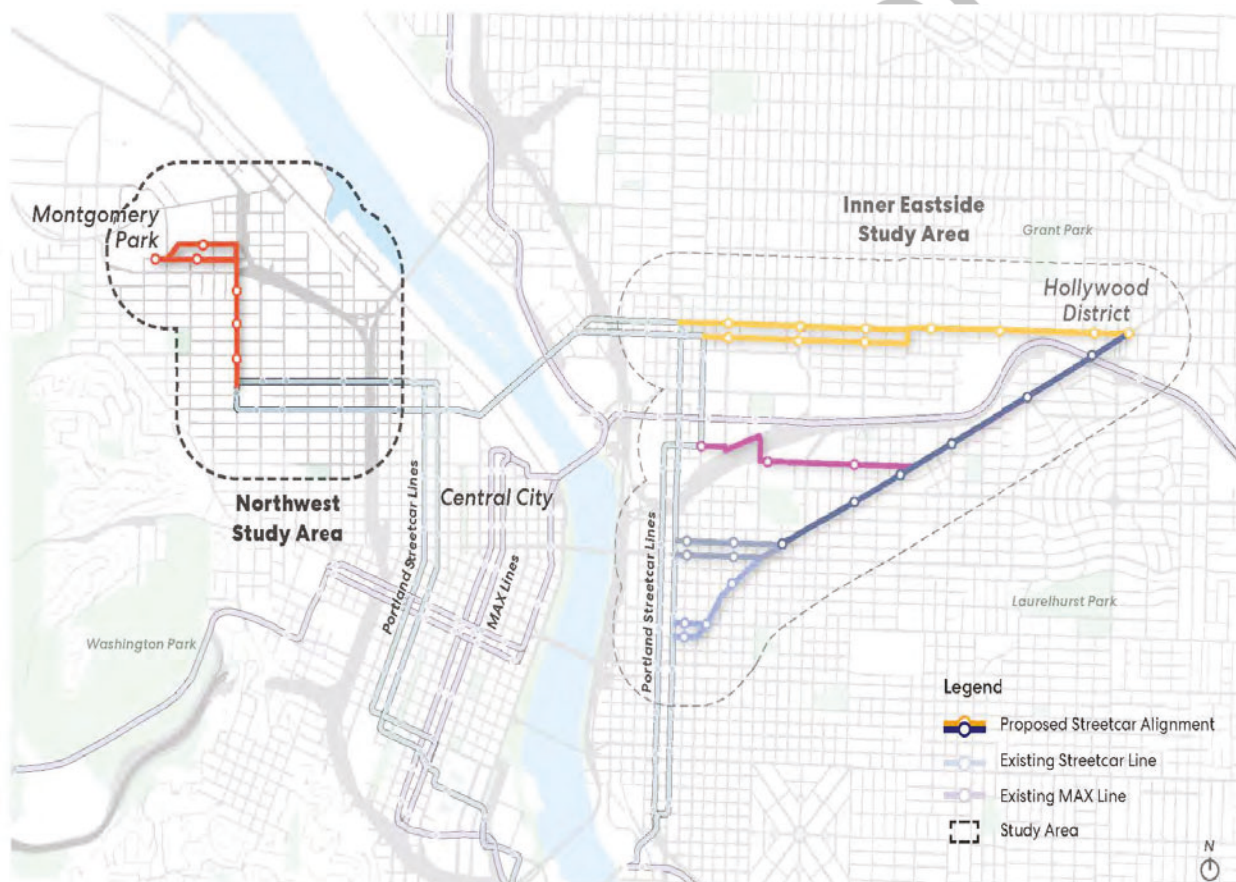 Montgomery
Park
Inner Eastside
Study Area
Grant Park
Hollywood
District
Northwest
Study Area
Central City
Portland Streetcar Lines
MAX Lines
Portland Streetcar Lines
Washington Park
Laurelhurst Park
Legend
Proposed Streetcar Alignment
Existing Streetcar Line
Existing MAX Line
Study Area
N